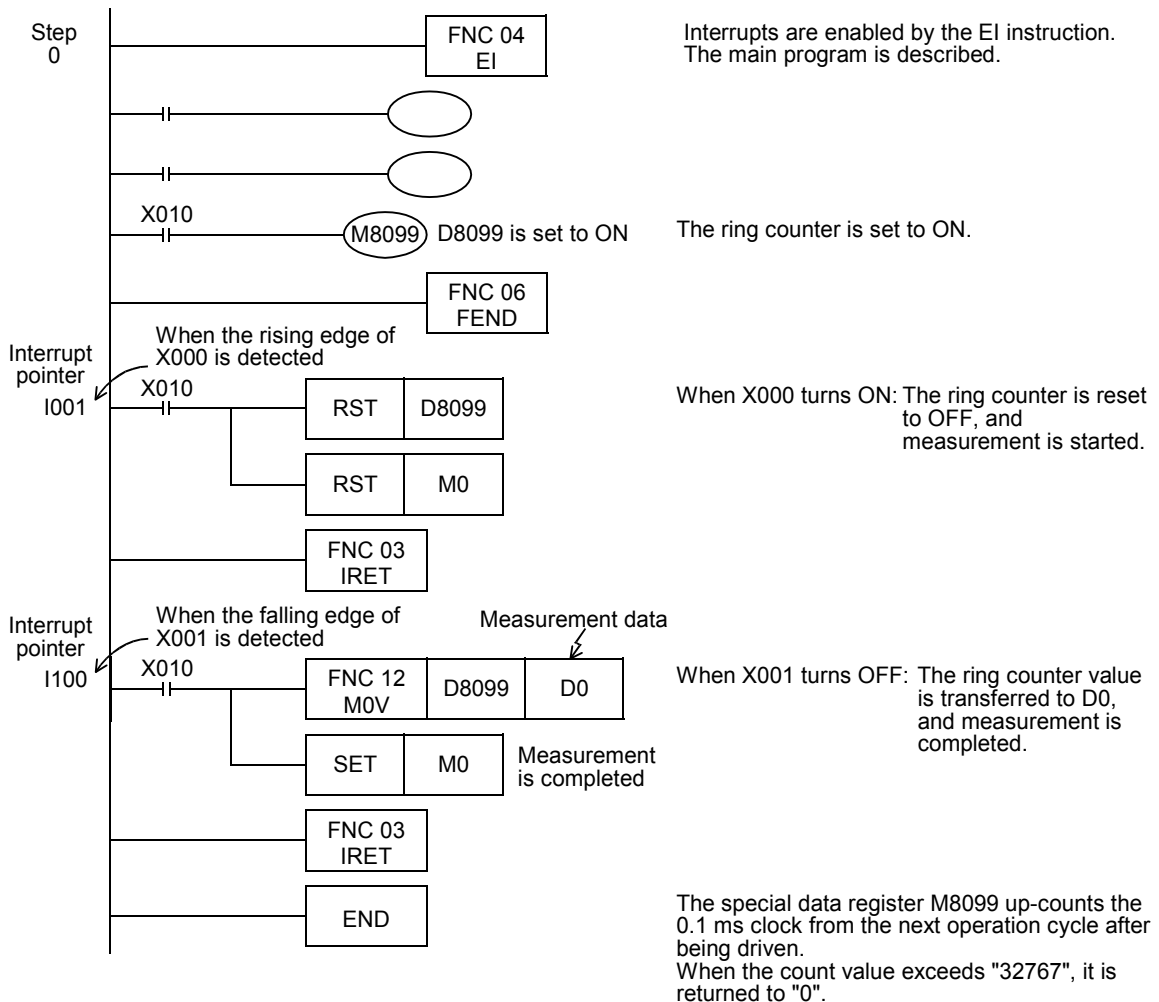 Step
0
FNC 04
EI
Interrupts are enabled by the EI instruction.
The main program is described.
X010
M8099
D8099 is set to ON
The ring counter is set to ON.
FNC 06
FEND
When the rising edge of
X000 is detected
Interrupt
pointer
I001
X010
RST D8099
When X000 turns ON: The ring counter is reset
to OFF, and
measurement is started.
RST M0
FNC 03
IRET
When the falling edge of
X001 is detected
Measurement data
Interrupt
pointer
I100
X010
FNC 12
M0V
D8099
D0
When X001 turns OFF: The ring counter value
is transferred to D0,
and measurement is
completed.
SET M0
Measurement
is completed
FNC 03
IRET
END
The special data register M8099 up-counts the
0.1 ms clock from the next operation cycle after
being driven.
When the count value exceeds "32767", it is
returned to "0".